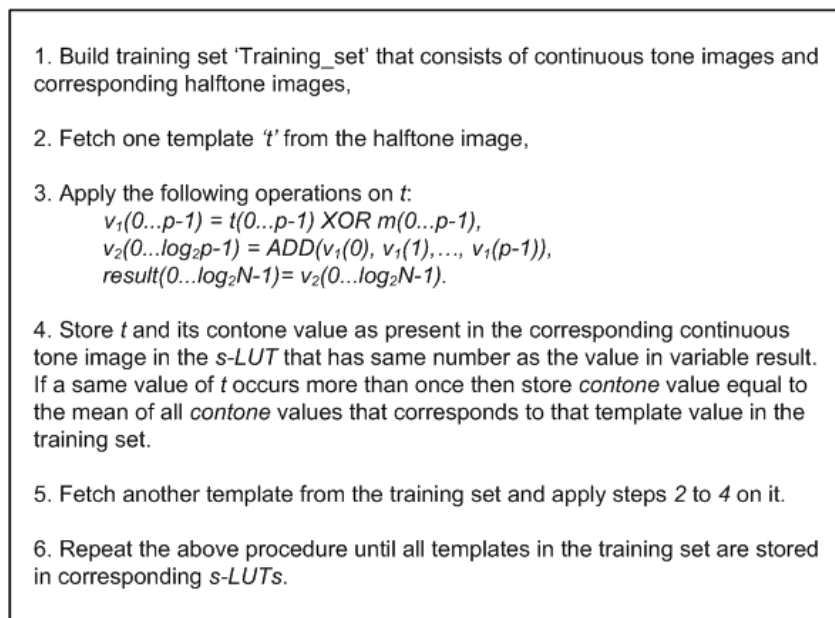 1. Build training set ‘Training_set’ that consists of continuous tone images and
corresponding halftone images,
2. Fetch one template ‘t’ from the halftone image,
3. Apply the following operations on t:
v₁(0...p-1) = t(0...p-1) XOR m(0...p-1),
v₂(0...log₂p-1) = ADD(v₁(0), v₁(1),..., v₁(p-1)),
result(0...log₂N-1)= v₂(0...log₂N-1).
4. Store t and its contone value as present in the corresponding continuous
tone image in the s-LUT that has same number as the value in variable result.
If a same value of t occurs more than once then store contone value equal to
the mean of all contone values that corresponds to that template value in the
training set.
5. Fetch another template from the training set and apply steps 2 to 4 on it.
6. Repeat the above procedure until all templates in the training set are stored
in corresponding s-LUTs.